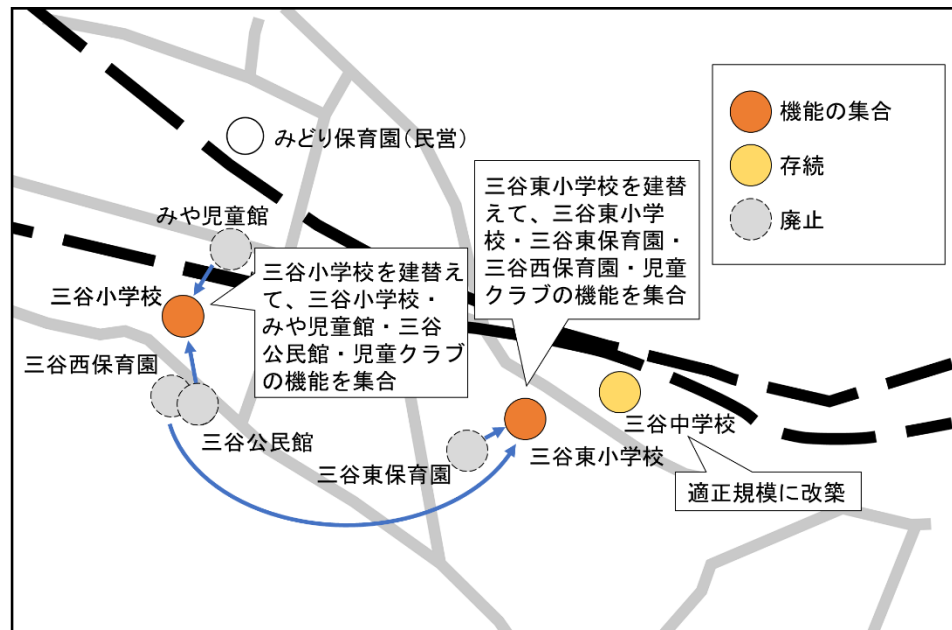 みどり保育園(民営)
みや児童館
三谷小学校
三谷西保育園
三谷公民館
三谷小学校を建替え
て、三谷小学校・
みや児童館・三谷
公民館・児童クラブ
の機能を集合
三谷東小学校を建替
えて、三谷東小学
校・三谷東保育園・
三谷西保育園・児童
クラブの機能を集合
三谷東保育園
三谷東小学校
三谷中学校
適正規模に改築
機能の集合
存続
廃止